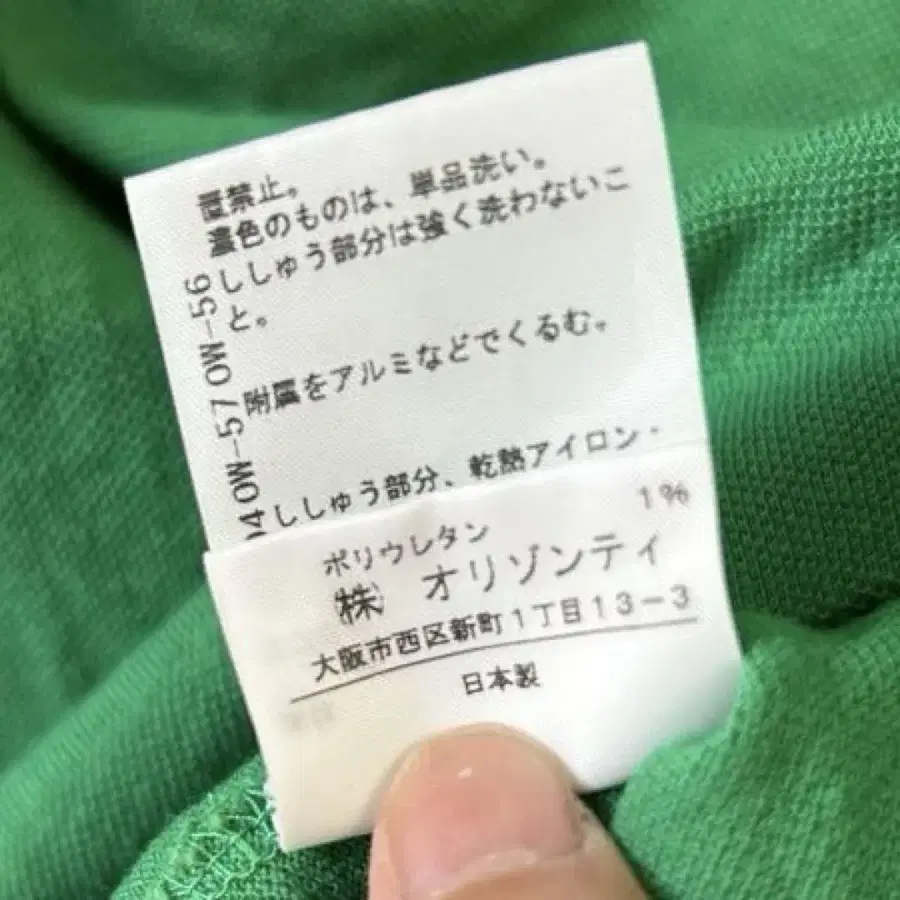 置禁止。
濃色のものは、単品洗い。
ししゅう部分は強く洗わないこ
と。
附属をアルミなどでくるむ。
ししゅう部分、乾熱アイロン・
04OW-57OW-56
ポリウレタン 1%
㈱ オリゾンティ
大阪市西区新町1丁目13-3
日本製